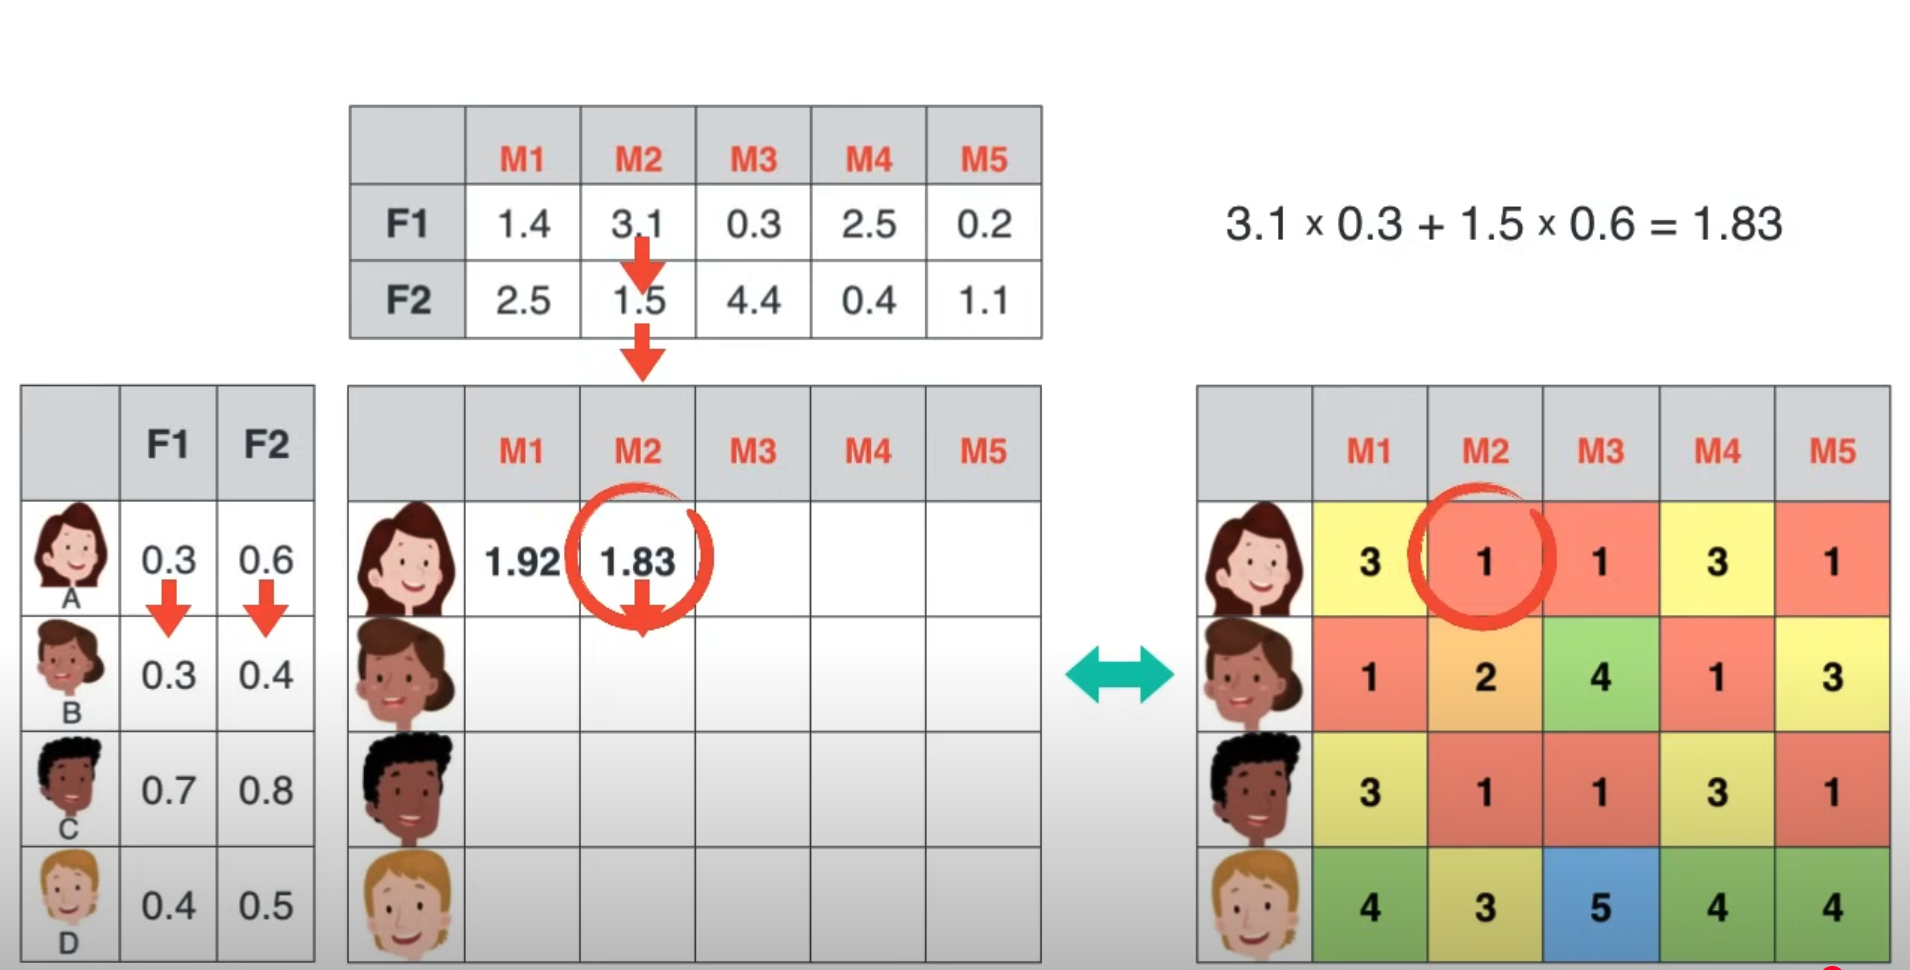 M1 M2 M3 M4 M5
F1 1.4 3.1 0.3 2.5 0.2
F2 2.5 1.5 4.4 0.4 1.1
3.1 x 0.3 + 1.5 x 0.6 = 1.83
F1 F2
A 0.3 0.6
B 0.3 0.4
C 0.7 0.8
D 0.4 0.5
M1 M2 M3 M4 M5
1.92 1.83
M1 M2 M3 M4 M5
3 1 1 3 1
1 2 4 1 3
3 1 1 3 1
4 3 5 4 4